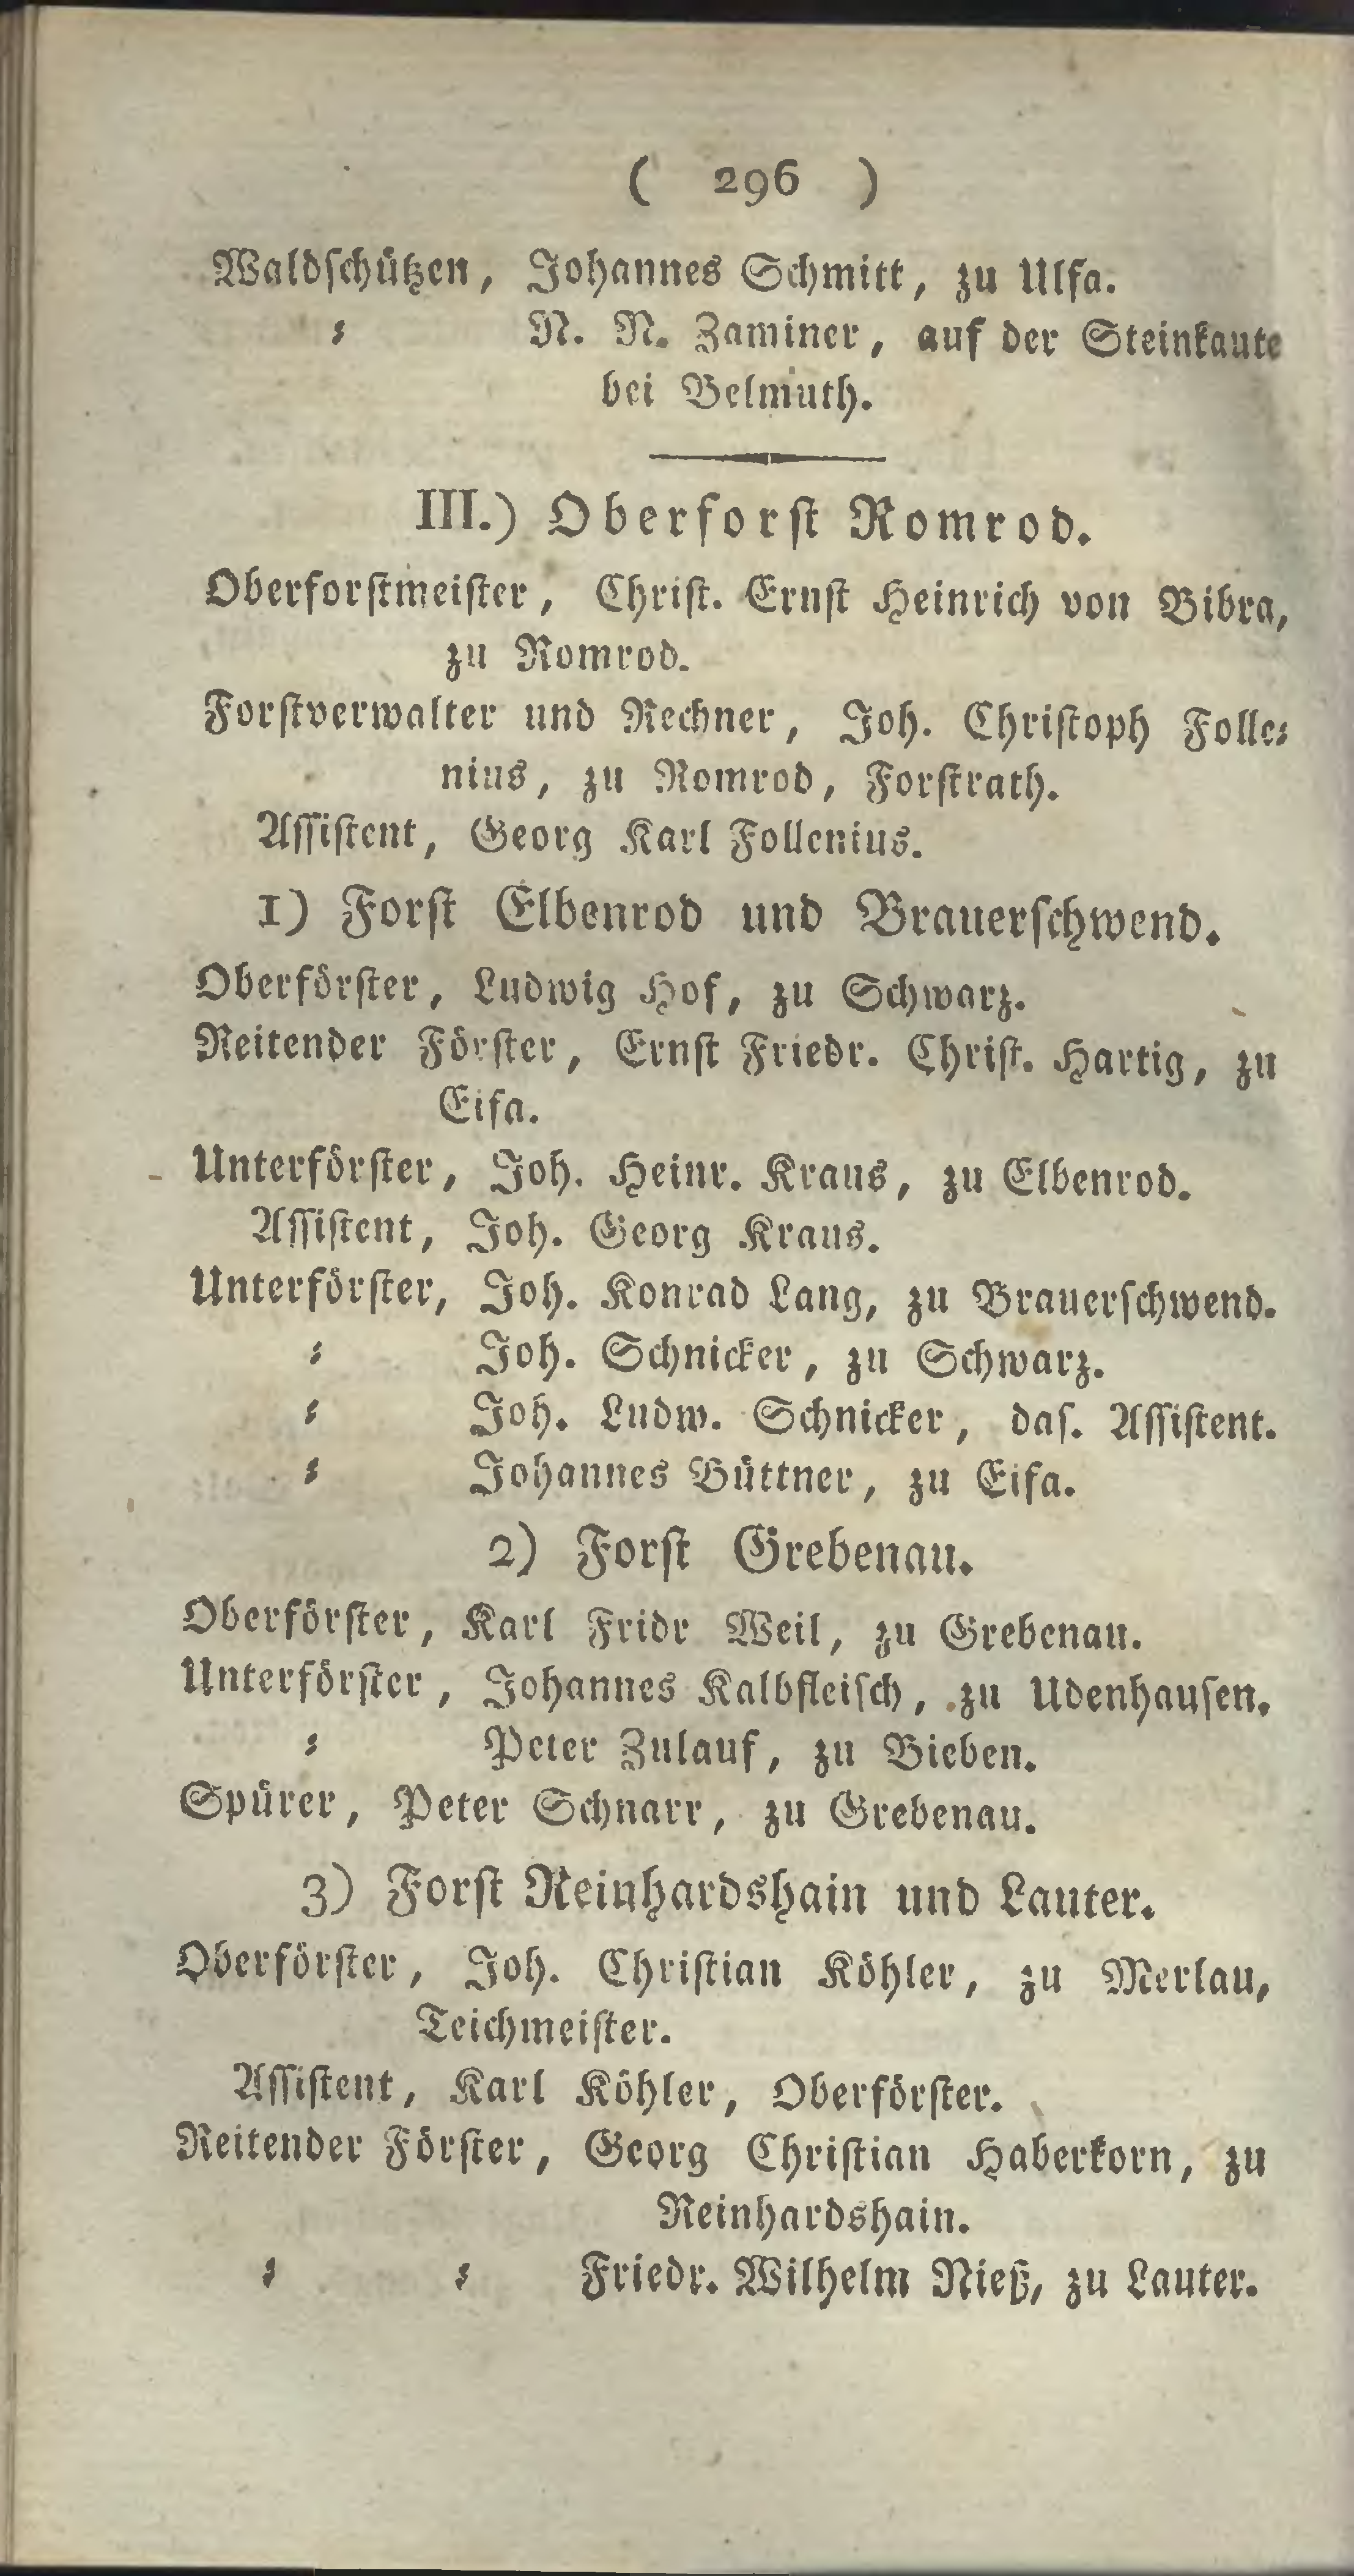 ( 296 )
Waldſchützen, Johannes Schmitt, zu Ulfa.
⸗ N. N. Zaminer, auf der Steinkaute
bei Belmuth.
III.) Oberforſt Romrod.
Oberforſtmeiſter, Chriſt. Ernſt Heinrich von Bibra,
zu Romrod.
Forſtverwalter und Rechner, Joh. Chriſtoph Folle⸗
nius, zu Romrod, Forſtrath.
Aſſiſtent, Georg Karl Follenius.
1) Forſt Elbenrod und Brauerſchwend.
Oberförſter, Ludwig Hof, zu Schwarz.
Reitender Förſter, Ernſt Friedr. Chriſt. Hartig, zu
Eifa.
Unterförſter, Joh. Heinr. Kraus, zu Elbenrod.
Aſſiſtent, Joh. Georg Kraus.
Unterförſter, Joh. Konrad Lang, zu Brauerſchwend.
⸗ Joh. Schnicker, zu Schwarz.
⸗ Joh. Ludw. Schnicker, daſ. Aſſiſtent.
⸗ Johannes Büttner, zu Eifa.
2) Forſt Grebenau.
Oberförſter, Karl Fridr Weil, zu Grebenau.
Unterförſter, Johannes Kalbfleiſch, zu Udenhauſen.
⸗ Peter Zulauf, zu Bieben.
Spürer, Peter Schnarr, zu Grebenau.
3) Forſt Reinhardshain und Lauter.
Oberförſter, Joh. Chriſtian Köhler, zu Merlau,
Teichmeiſter.
Aſſiſtent, Karl Köhler, Oberförſter.
Reitender Förſter, Georg Chriſtian Haberkorn, zu
Reinhardshain.
⸗ ⸗ Friedr. Wilhelm Nieß, zu Lauter.